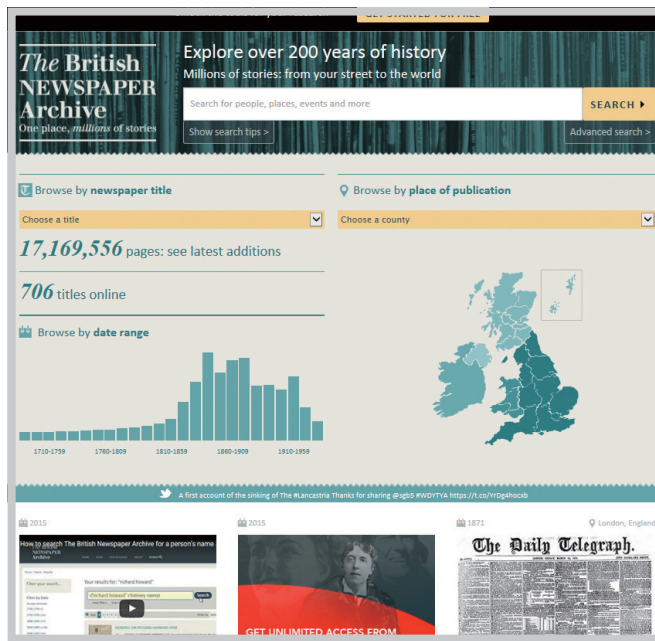 GET STARTED FOR FREE
The British
NEWSPAPER
Archive
One place, millions of stories
Explore over 200 years of history
Millions of stories: from your street to the world
Search for people, places, events and more
SEARCH
Show search tips >
Advanced search >
Browse by newspaper title
Browse by place of publication
Choose a title
Choose a county
17,169,556 pages: see latest additions
706 titles online
Browse by date range
1710-1759
1760-1809
1810-1859
1860-1909
1910-1959
A first account of the sinking of The #Lancastria Thanks for sharing @sgb5 #WDYTYA https://t.co/YrDg4hocxb
2015
2015
1871
London, England
How to search The British Newspaper Archive for a person's name
NEWSPAPER
Archive
Filter your search...
Your results for: "richard howard"
Search
GET UNLIMITED ACCESS FROM
The Daily Telegraph.